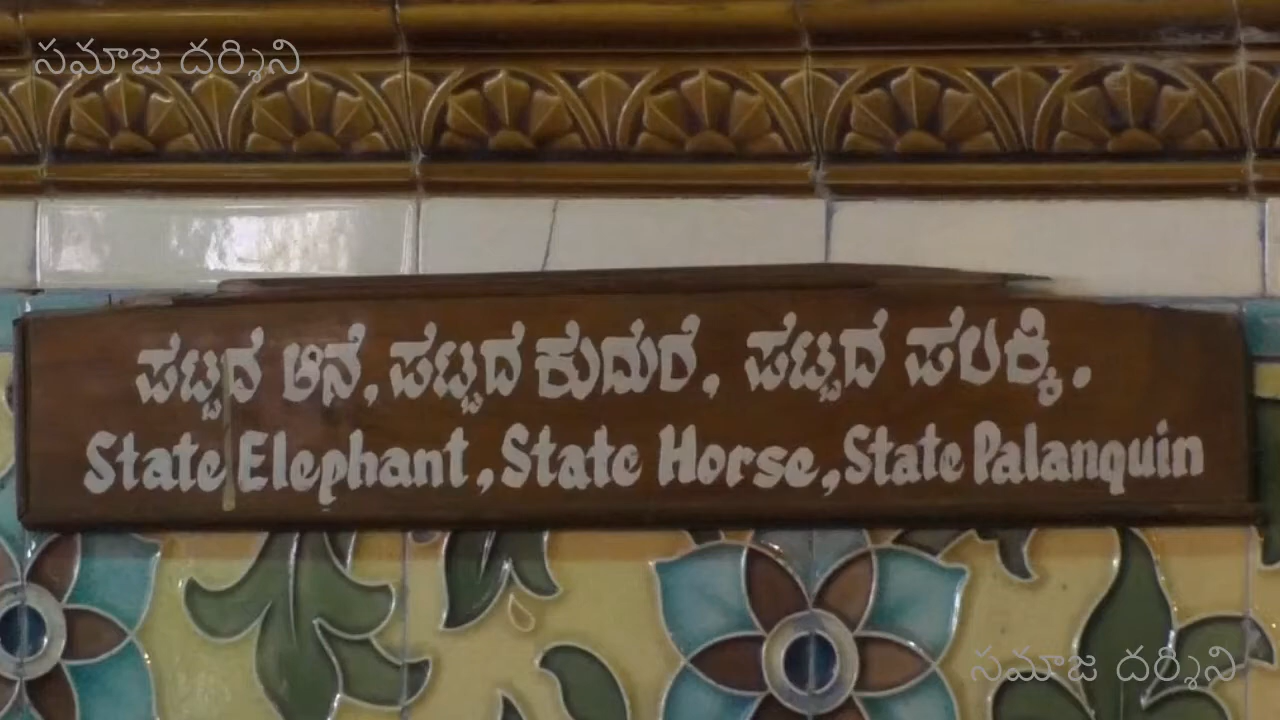 సమాజ దర్శిని
ಪಟ್ಟದ ಆನೆ, ಪಟ್ಟದ ಕುದುರೆ, ಪಟ್ಟದ ಪಲಕ್ಕಿ.
State Elephant, State Horse, State Palanquin
సమాజ దర్శిని